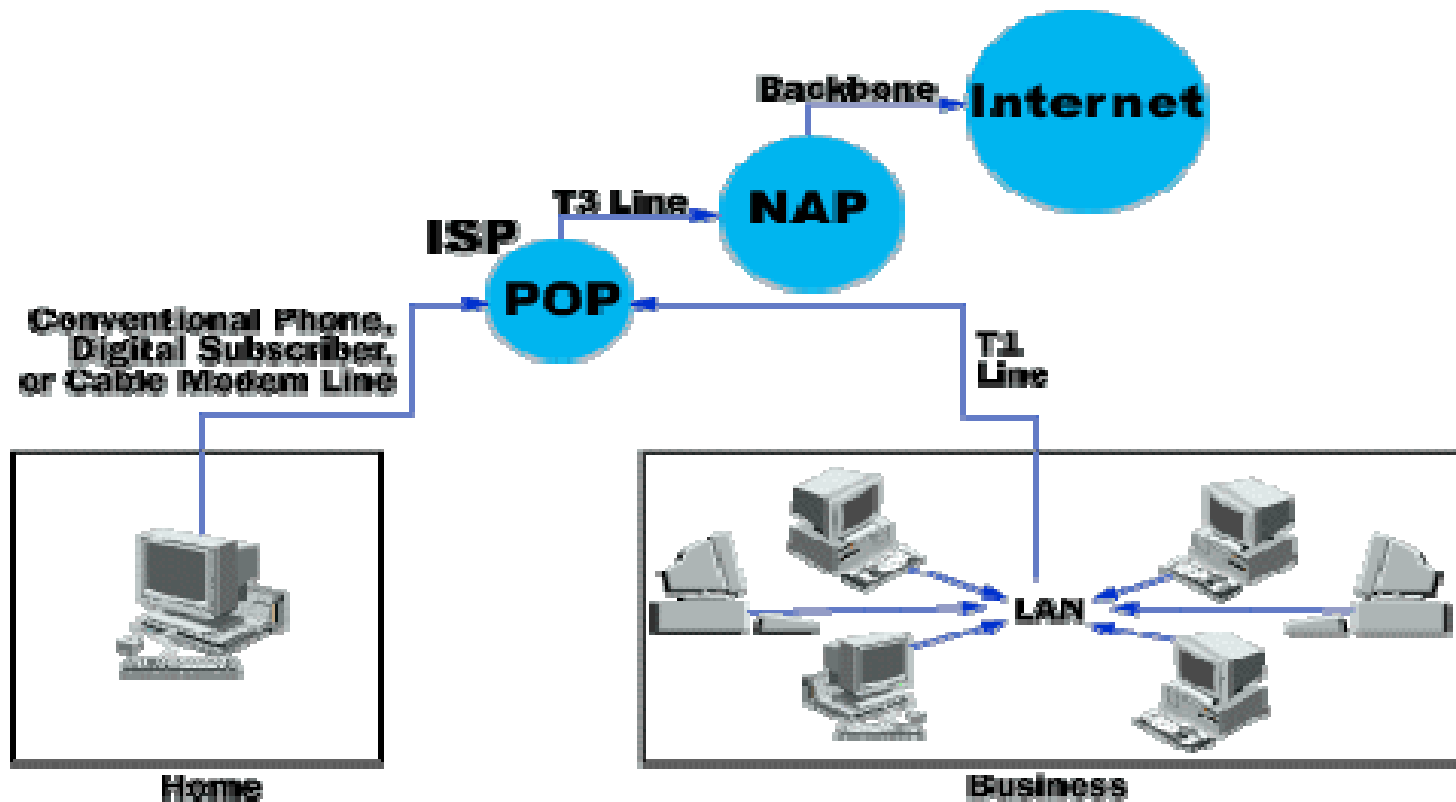 Backbone
Internet
T3 Line
NAP
ISP
POP
Conventional Phone,
Digital Subscriber,
or Cable Modem Line
T1
Line
LAN
Home
Business